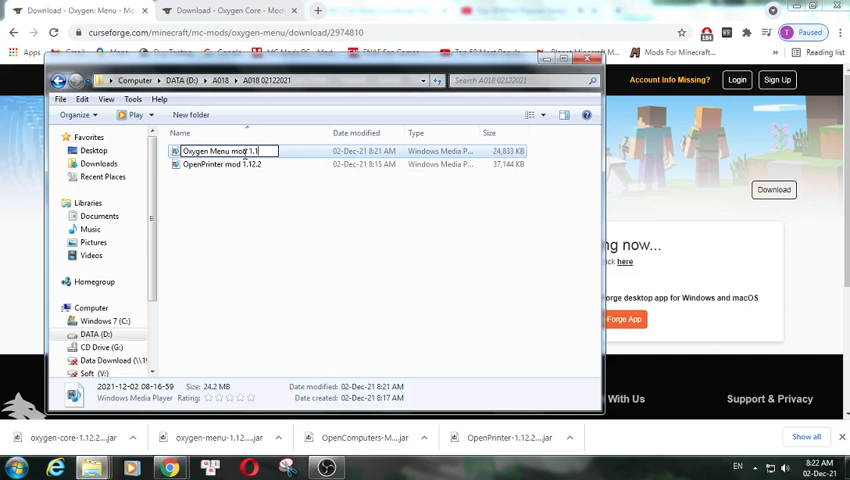 Download - Oxygen: Menu - Mo
Download - Oxygen Core - Mod
curseforge.com/minecraft/mc-mods/oxygen-menu/download/2974810
T Paused
Apps
Mods For Minecraft...
Reading list
Account Info Missing?
Login
Sign Up
Computer DATA (D:) A018 A018 02122021
Search A018 02122021
File Edit View Tools Help
Organize Play New folder
Name Date modified Type Size
Favorites
Desktop
Downloads
Recent Places
Libraries
Documents
Music
Pictures
Videos
Homegroup
Computer
Windows 7 (C:)
DATA (D:)
CD Drive (G:)
Data Download (\\19
Soft (V:)
Oxygen Menu mod 1.1 02-Dec-21 8:21 AM Windows Media P... 24,833 KB
OpenPrinter mod 1.12.2 02-Dec-21 8:15 AM Windows Media P... 37,144 KB
Download
ng now...
lick here
rge desktop app for Windows and macOS
Forge App
2021-12-02 08-16-59 Size: 24.2 MB Date modified: 02-Dec-21 8:21 AM
Windows Media Player Rating: Date created: 02-Dec-21 8:17 AM
With Us
Support & Privacy
oxygen-core-1.12.2....jar
oxygen-menu-1.12....jar
OpenComputers-M....jar
OpenPrinter-1.12.2....jar
Show all
EN
8:22 AM
02-Dec-21